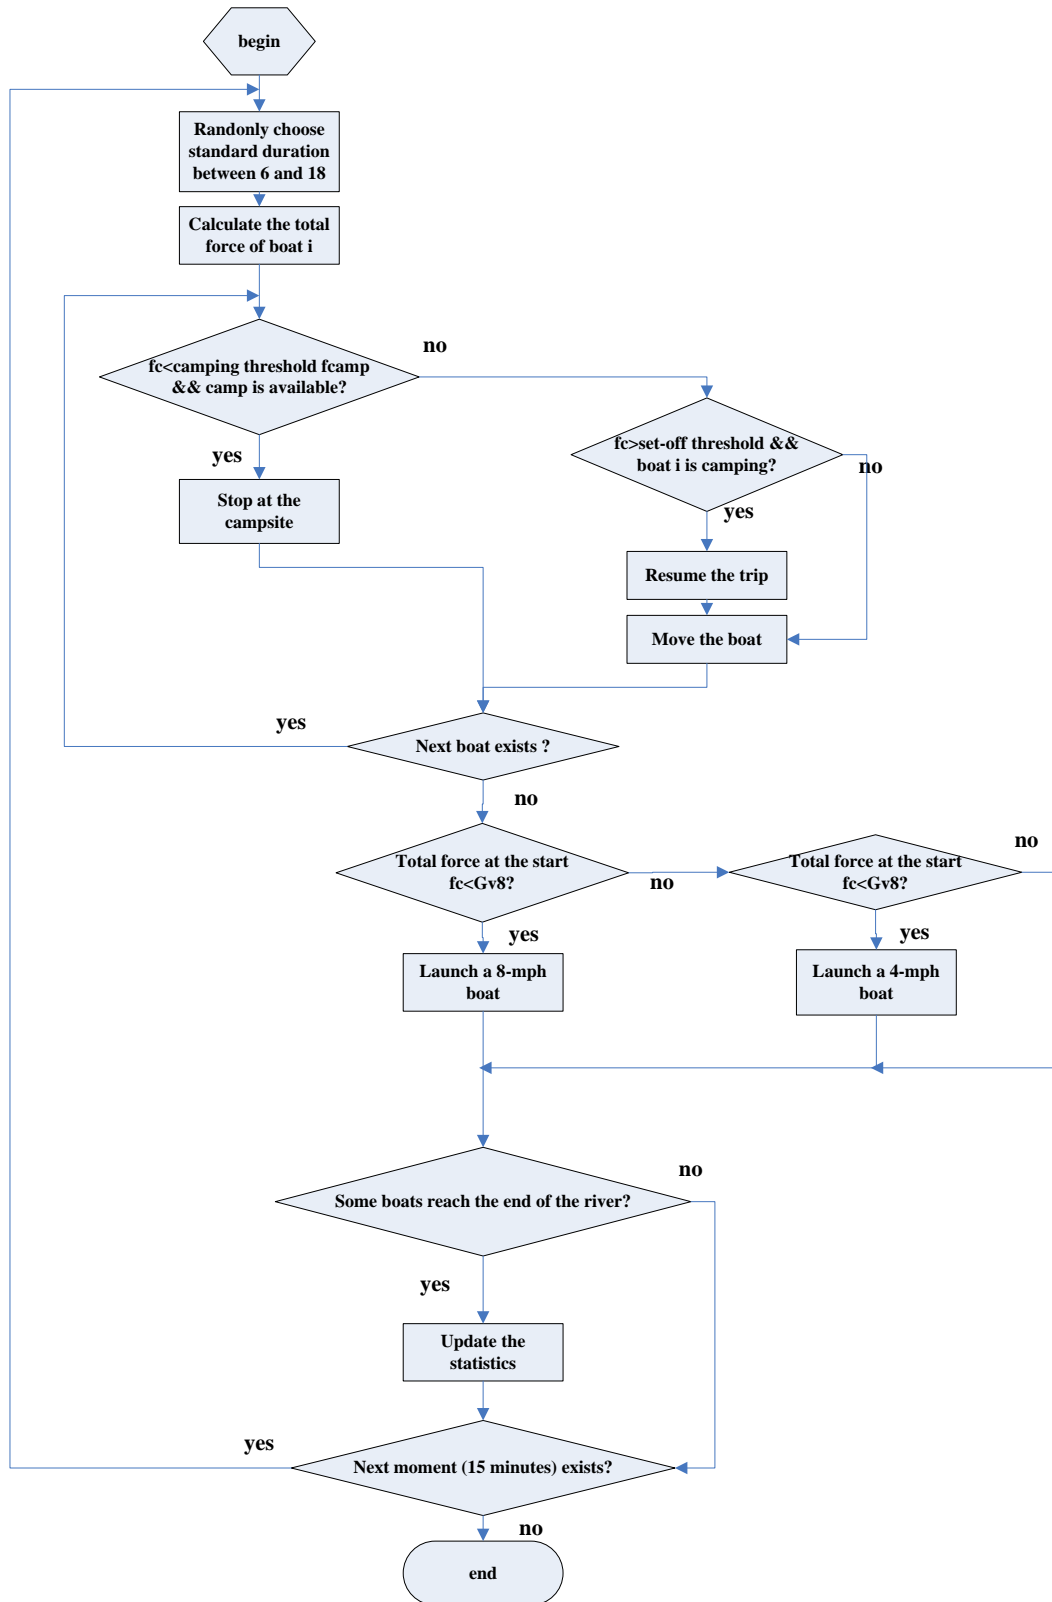 begin
Randonly choose
standard duration
between 6 and 18
Calculate the total
force of boat i
fc<camping threshold fcamp
&& camp is available?
no
yes
Stop at the
campsite
fc>set-off threshold &&
boat i is camping?
no
yes
Resume the trip
Move the boat
Next boat exists ?
yes
no
Total force at the start
fc<Gv8?
no
yes
Launch a 8-mph
boat
Total force at the start
fc<Gv8?
no
yes
Launch a 4-mph
boat
Some boats reach the end of the river?
no
yes
Update the
statistics
Next moment (15 minutes) exists?
yes
no
end